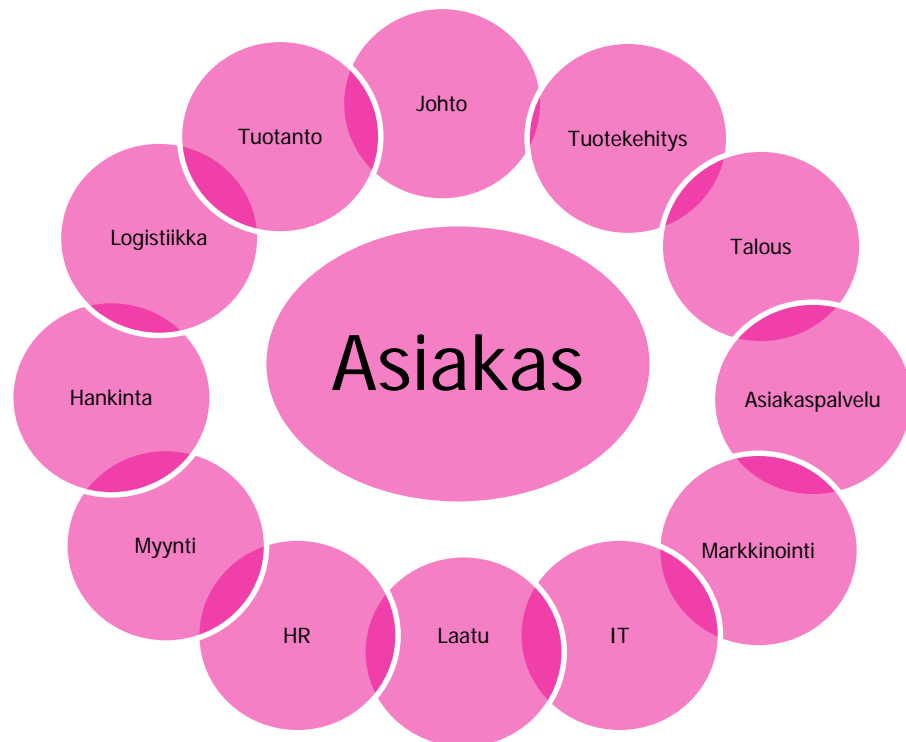 Johto
Tuotekehitys
Talous
Asiakaspalvelu
Markkinointi
IT
Laatu
HR
Myynti
Hankinta
Logistiikka
Tuotanto
Asiakas